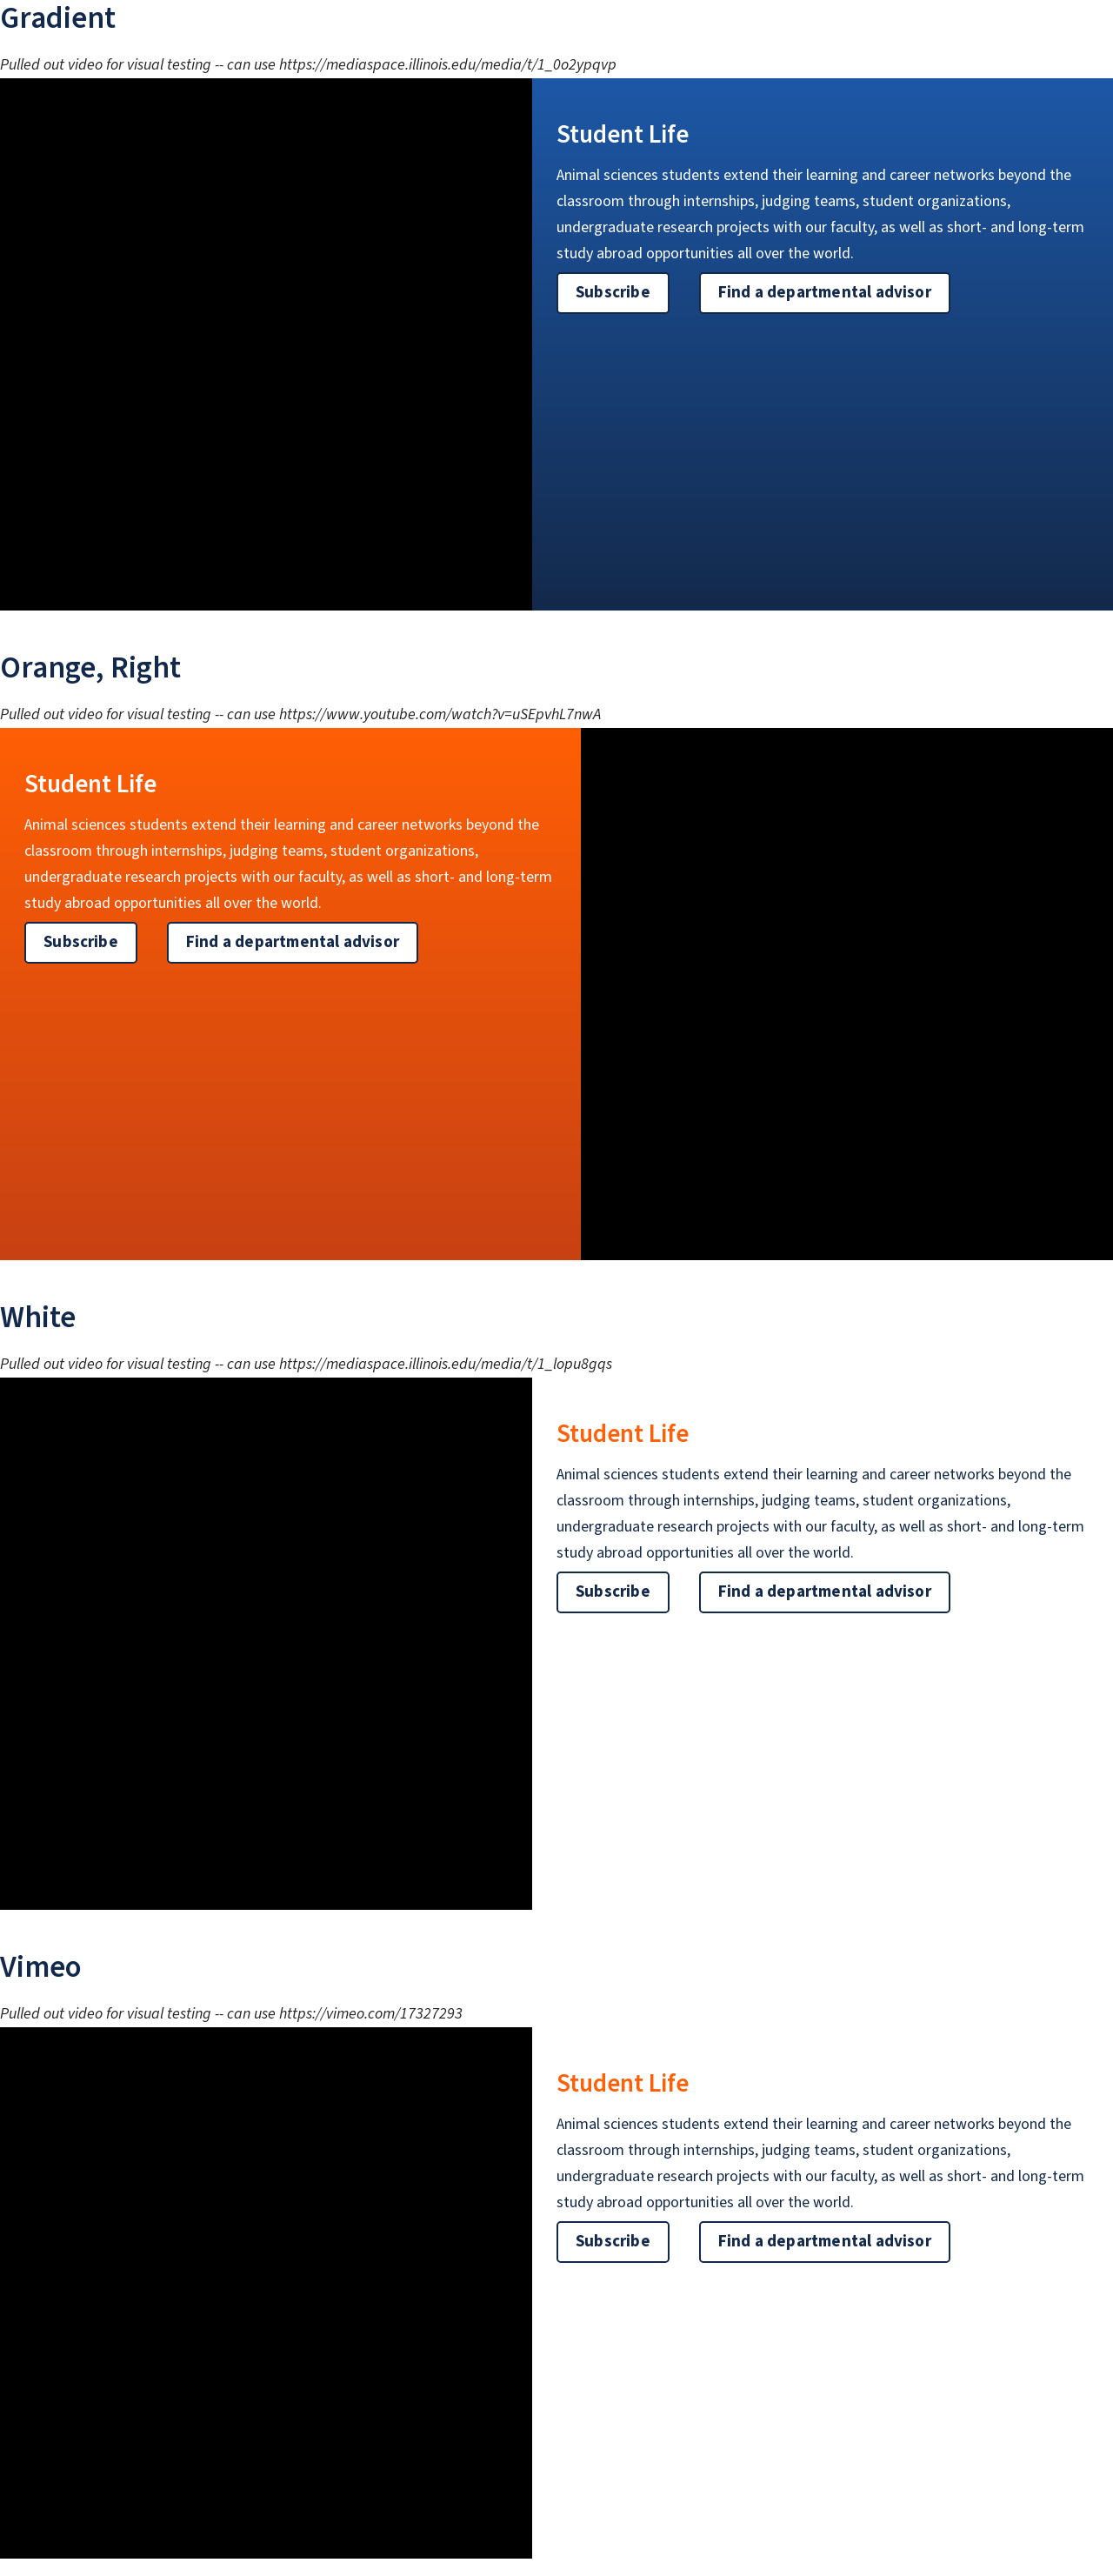 Gradient
Pulled out video for visual testing -- can use https://mediaspace.illinois.edu/media/t/1_0o2ypqvp
Student Life
Animal sciences students extend their learning and career networks beyond the
classroom through internships, judging teams, student organizations,
undergraduate research projects with our faculty, as well as short- and long-term
study abroad opportunities all over the world.
Subscribe Find a departmental advisor
Orange, Right
Pulled out video for visual testing -- can use https://www.youtube.com/watch?v=uSEpvhL7nwA
Student Life
Animal sciences students extend their learning and career networks beyond the
classroom through internships, judging teams, student organizations,
undergraduate research projects with our faculty, as well as short- and long-term
study abroad opportunities all over the world.
Subscribe Find a departmental advisor
White
Pulled out video for visual testing -- can use https://mediaspace.illinois.edu/media/t/1_lopu8gqs
Student Life
Animal sciences students extend their learning and career networks beyond the
classroom through internships, judging teams, student organizations,
undergraduate research projects with our faculty, as well as short- and long-term
study abroad opportunities all over the world.
Subscribe Find a departmental advisor
Vimeo
Pulled out video for visual testing -- can use https://vimeo.com/17327293
Student Life
Animal sciences students extend their learning and career networks beyond the
classroom through internships, judging teams, student organizations,
undergraduate research projects with our faculty, as well as short- and long-term
study abroad opportunities all over the world.
Subscribe Find a departmental advisor